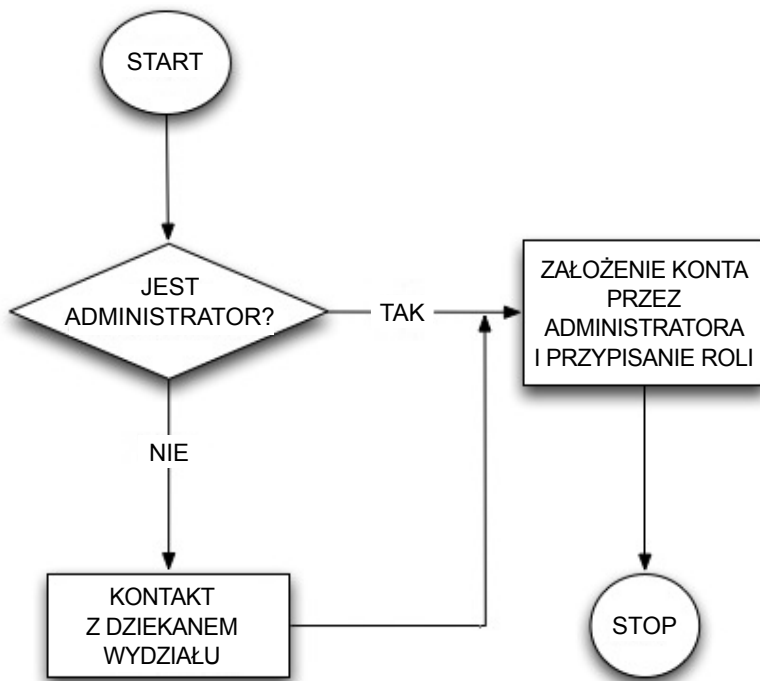 START
JEST
ADMINISTRATOR?
TAK
ZAŁOŻENIE KONTA
PRZEZ
ADMINISTRATORA
I PRZYPISANIE ROLI
NIE
KONTAKT
Z DZIEKANEM
WYDZIAŁU
STOP